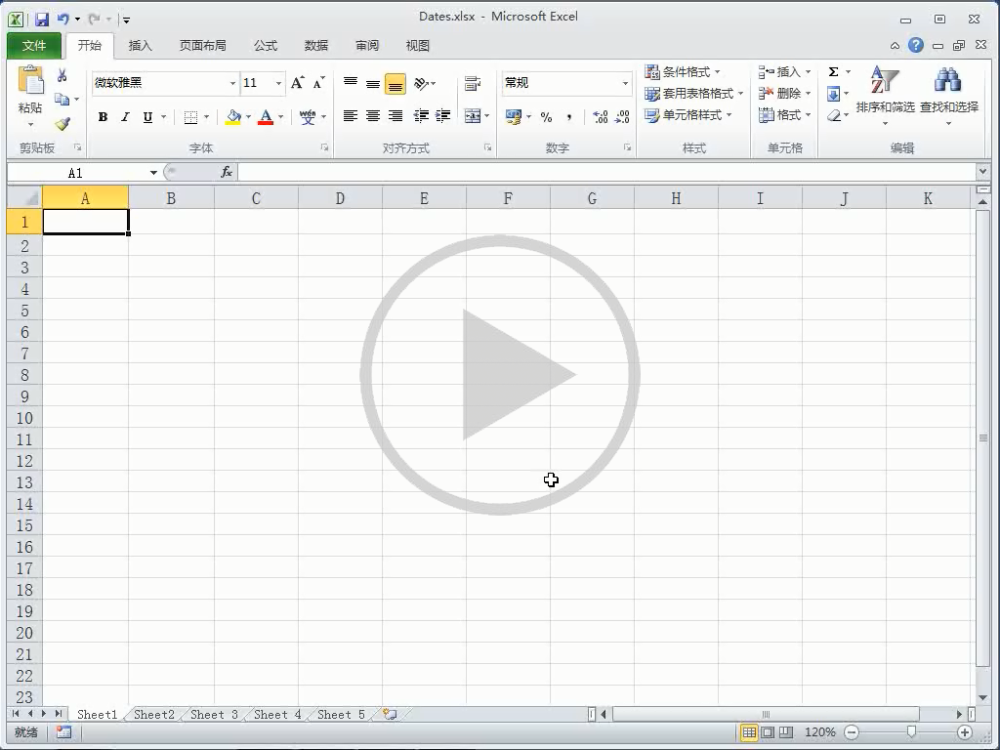 Dates.xlsx - Microsoft Excel
文件 开始 插入 页面布局 公式 数据 审阅 视图
微软雅黑 11 常规 条件格式 插入 Σ
粘贴 套用表格格式 删除 排序和筛选 查找和选择
B I U A wén 文 % , 单元格样式 格式
剪贴板 字体 对齐方式 数字 样式 单元格 编辑
A1 fx
A B C D E F G H I J K
1
2
3
4
5
6
7
8
9
10
11
12
13
14
15
16
17
18
19
20
21
22
23
Sheet1 Sheet2 Sheet 3 Sheet 4 Sheet 5
就绪 120%